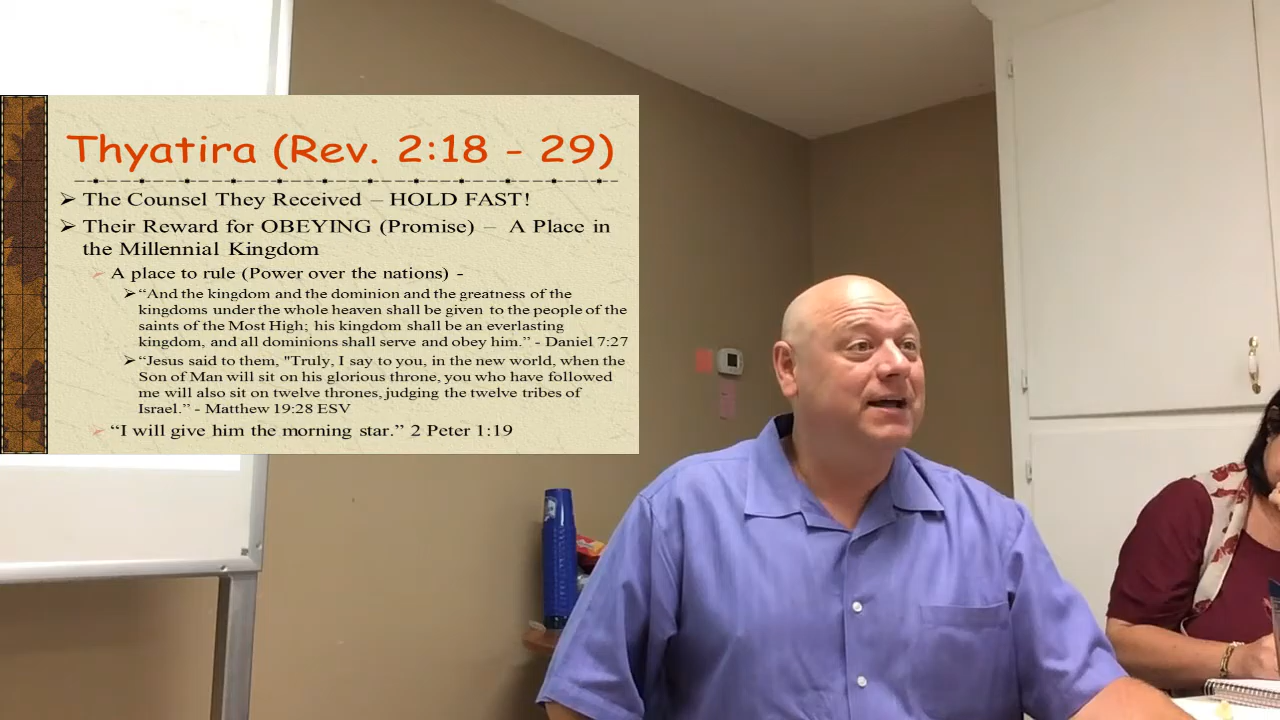 Thyatira (Rev. 2:18 - 29)
The Counsel They Received – HOLD FAST!
Their Reward for OBEYING (Promise) – A Place in
the Millennial Kingdom
A place to rule (Power over the nations) -
“And the kingdom and the dominion and the greatness of the
kingdoms under the whole heaven shall be given to the people of the
saints of the Most High; his kingdom shall be an everlasting
kingdom, and all dominions shall serve and obey him.” - Daniel 7:27
“Jesus said to them, "Truly, I say to you, in the new world, when the
Son of Man will sit on his glorious throne, you who have followed
me will also sit on twelve thrones, judging the twelve tribes of
Israel.” - Matthew 19:28 ESV
“I will give him the morning star.” 2 Peter 1:19